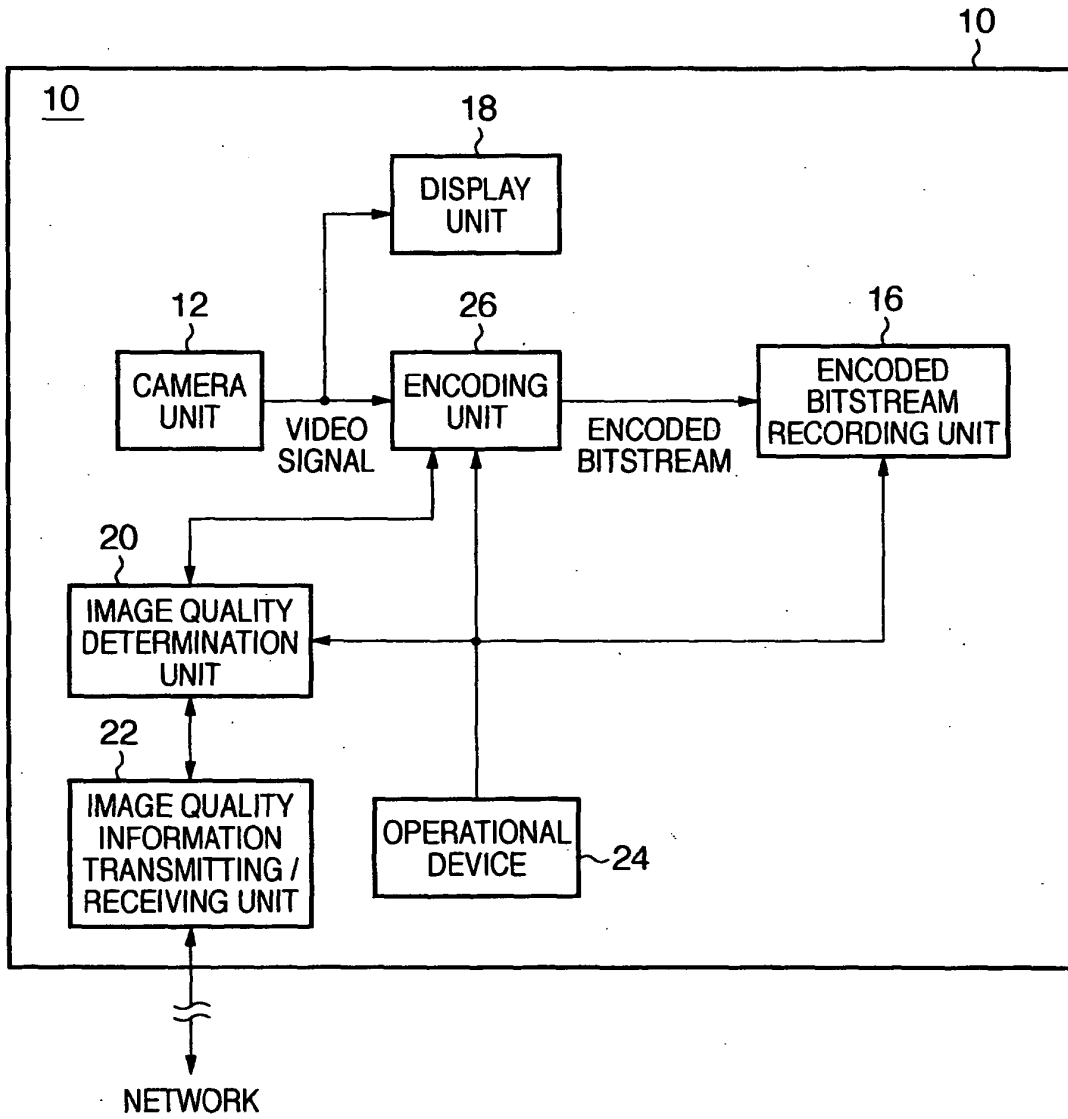 10
10
18
DISPLAY
UNIT
12
CAMERA
UNIT
VIDEO
SIGNAL
26
ENCODING
UNIT
ENCODED
BITSTREAM
16
ENCODED
BITSTREAM
RECORDING UNIT
20
IMAGE QUALITY
DETERMINATION
UNIT
22
IMAGE QUALITY
INFORMATION
TRANSMITTING /
RECEIVING UNIT
OPERATIONAL
DEVICE
24
NETWORK